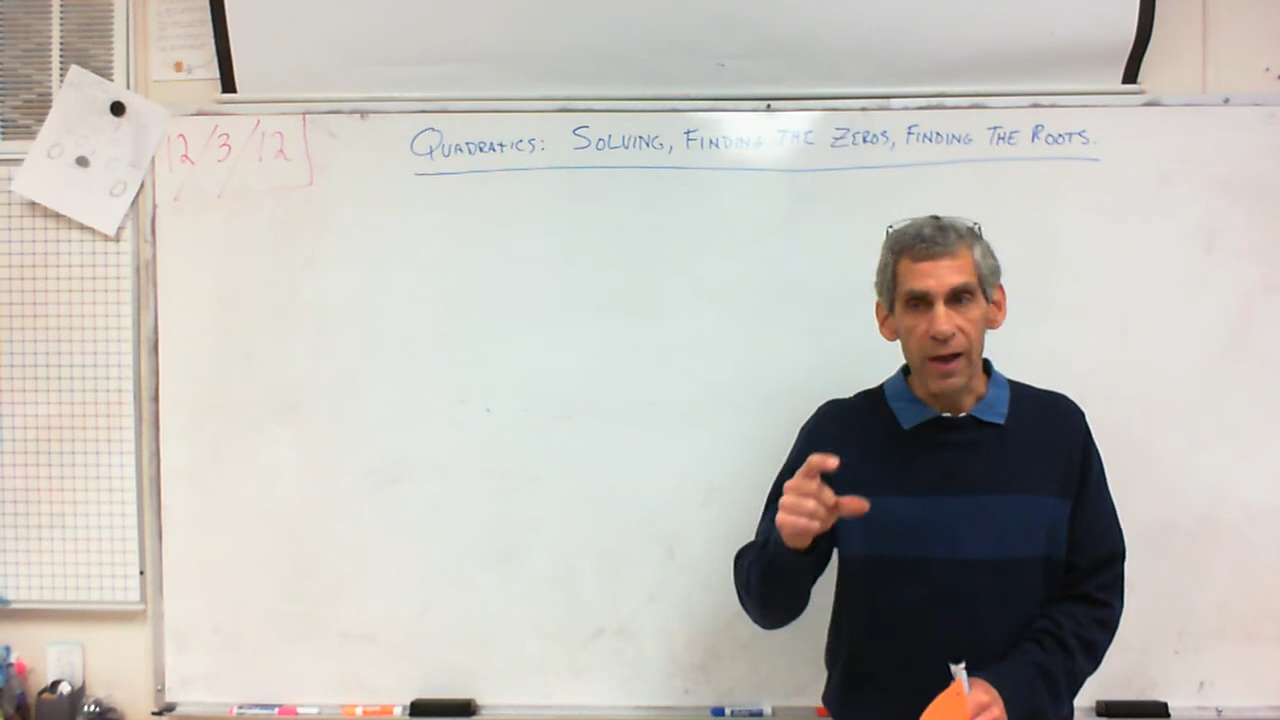 12/3/12
QUADRATICS: SOLVING, FINDING THE ZEROS, FINDING THE ROOTS.